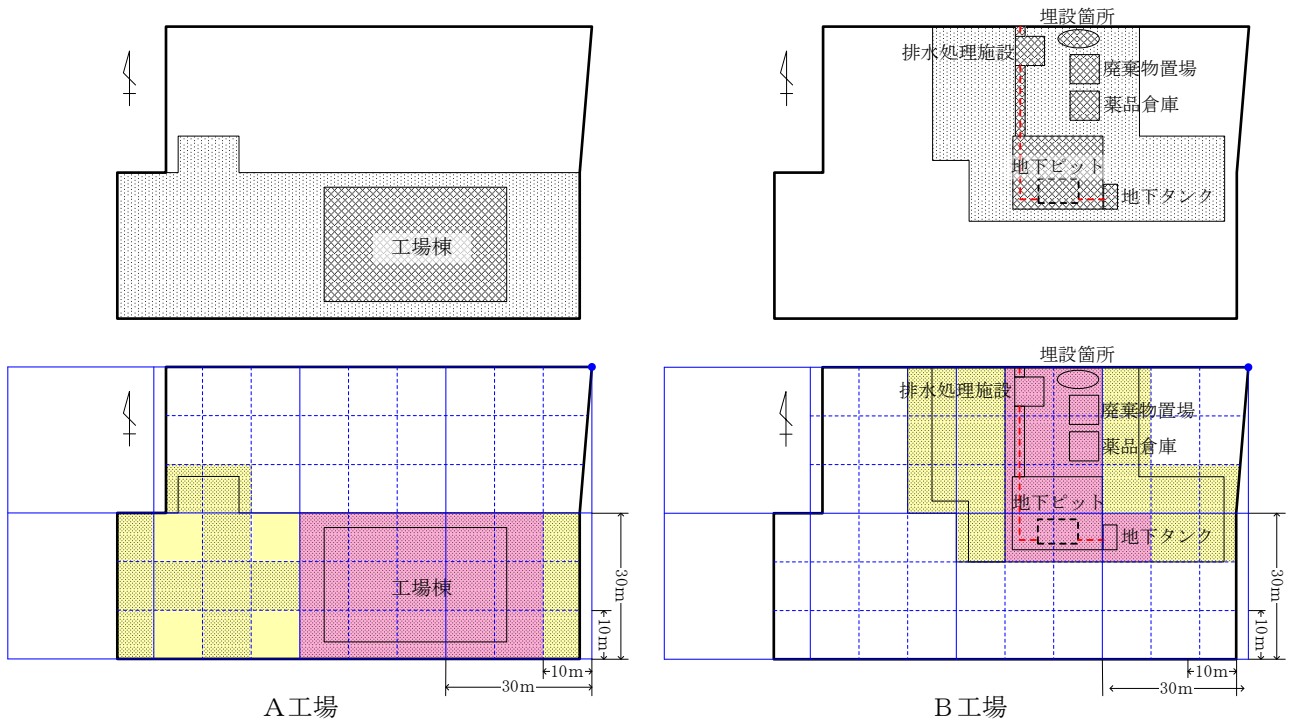 工場棟
埋設箇所
排水処理施設
廃棄物置場
薬品倉庫
地下ピット
地下タンク
工場棟
30m
10m
10m
30m
A工場
埋設箇所
排水処理施設
廃棄物置場
薬品倉庫
地下ピット
地下タンク
30m
10m
10m
30m
B工場